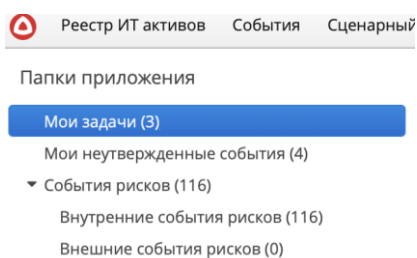 Реестр ИТ активов События Сценарный
Папки приложения
Мои задачи (3)
Мои неутвержденные события (4)
События рисков (116)
Внутренние события рисков (116)
Внешние события рисков (0)